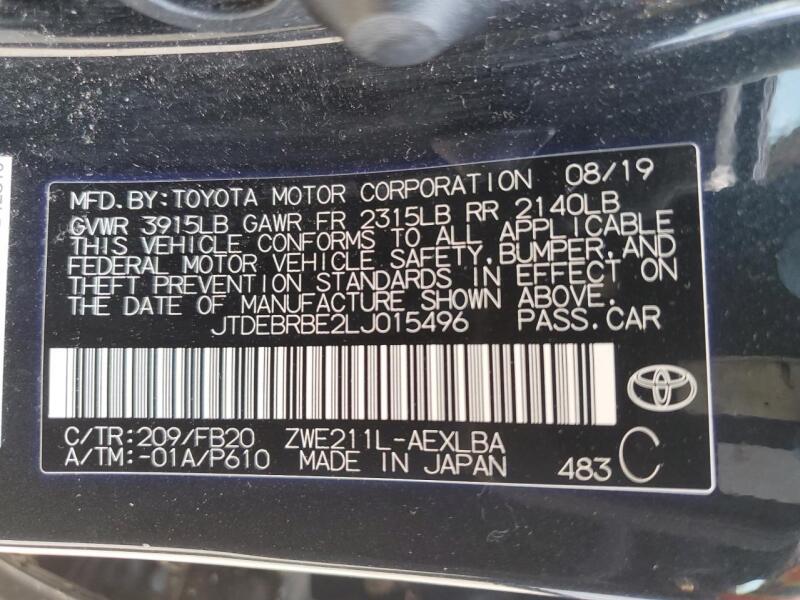 MFD.BY:TOYOTA MOTOR CORPORATION 08/19
GVWR 3915LB GAWR FR 2315LB RR 2140LB
THIS VEHICLE CONFORMS TO ALL APPLICABLE
FEDERAL MOTOR VEHICLE SAFETY,BUMPER,AND
THEFT PREVENTION STANDARDS IN EFFECT ON
THE DATE OF MANUFACTURE SHOWN ABOVE.
JTDEBRBE2LJ015496 PASS.CAR
C/TR:209/FB20 ZWE211L-AEXLBA
A/TM:-01A/P610 MADE IN JAPAN 483 C